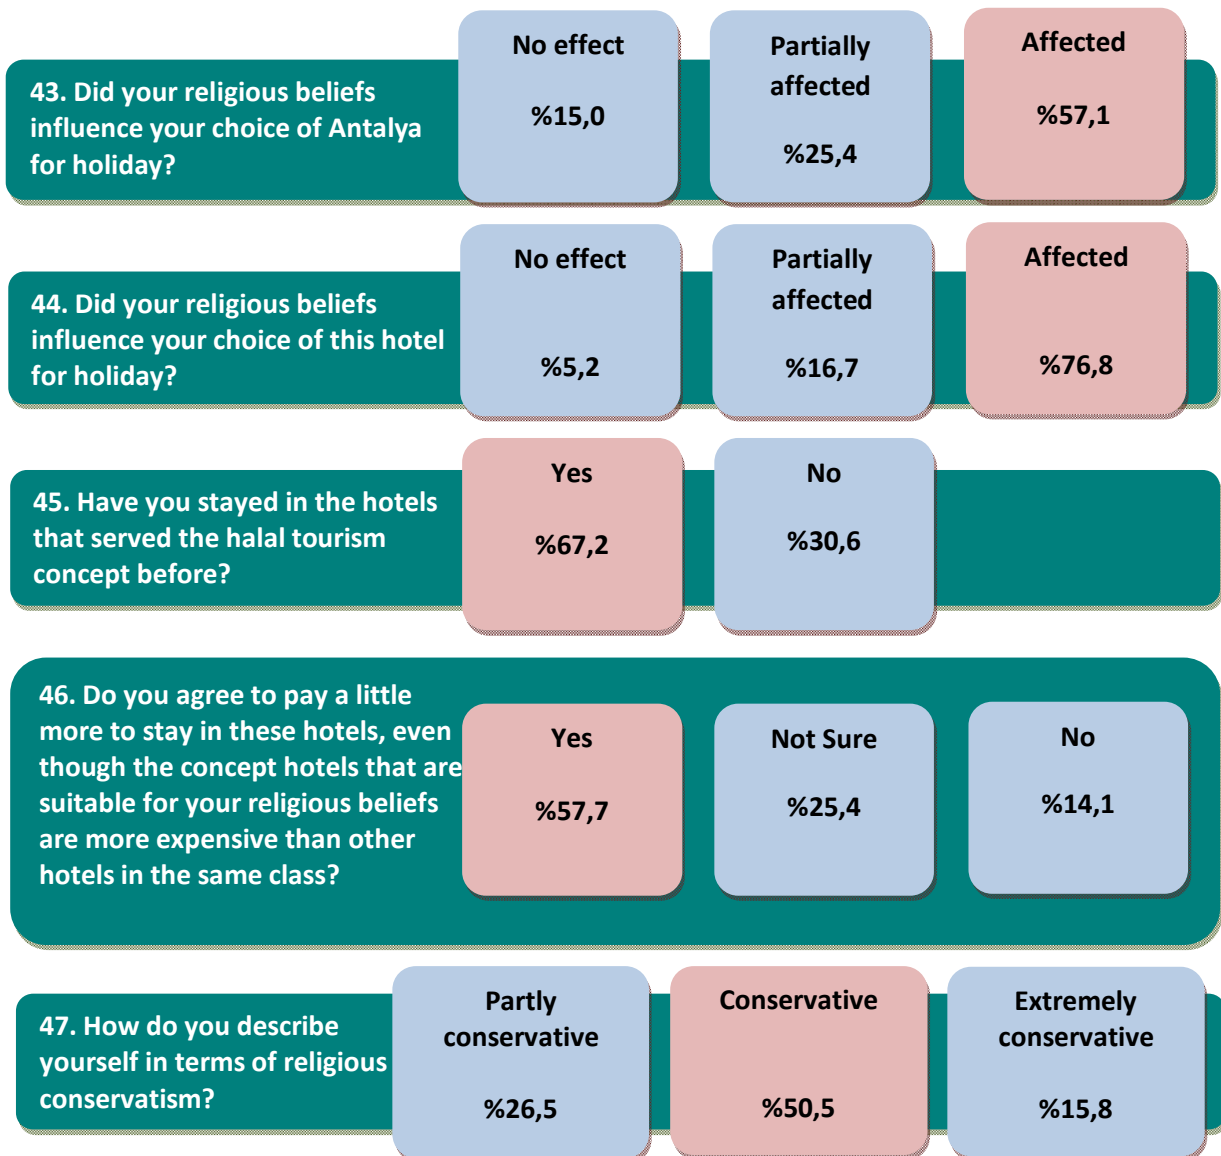 43. Did your religious beliefs
influence your choice of Antalya
for holiday?
No effect
%15,0
Partially
affected
%25,4
Affected
%57,1
44. Did your religious beliefs
influence your choice of this hotel
for holiday?
No effect
%5,2
Partially
affected
%16,7
Affected
%76,8
45. Have you stayed in the hotels
that served the halal tourism
concept before?
Yes
%67,2
No
%30,6
46. Do you agree to pay a little
more to stay in these hotels, even
though the concept hotels that are
suitable for your religious beliefs
are more expensive than other
hotels in the same class?
Yes
%57,7
Not Sure
%25,4
No
%14,1
47. How do you describe
yourself in terms of religious
conservatism?
Partly
conservative
%26,5
Conservative
%50,5
Extremely
conservative
%15,8